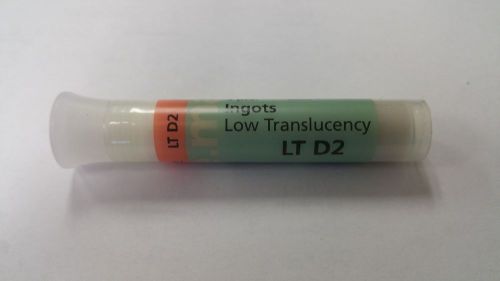 LT D2
Ingots
Low Translucency
LT D2